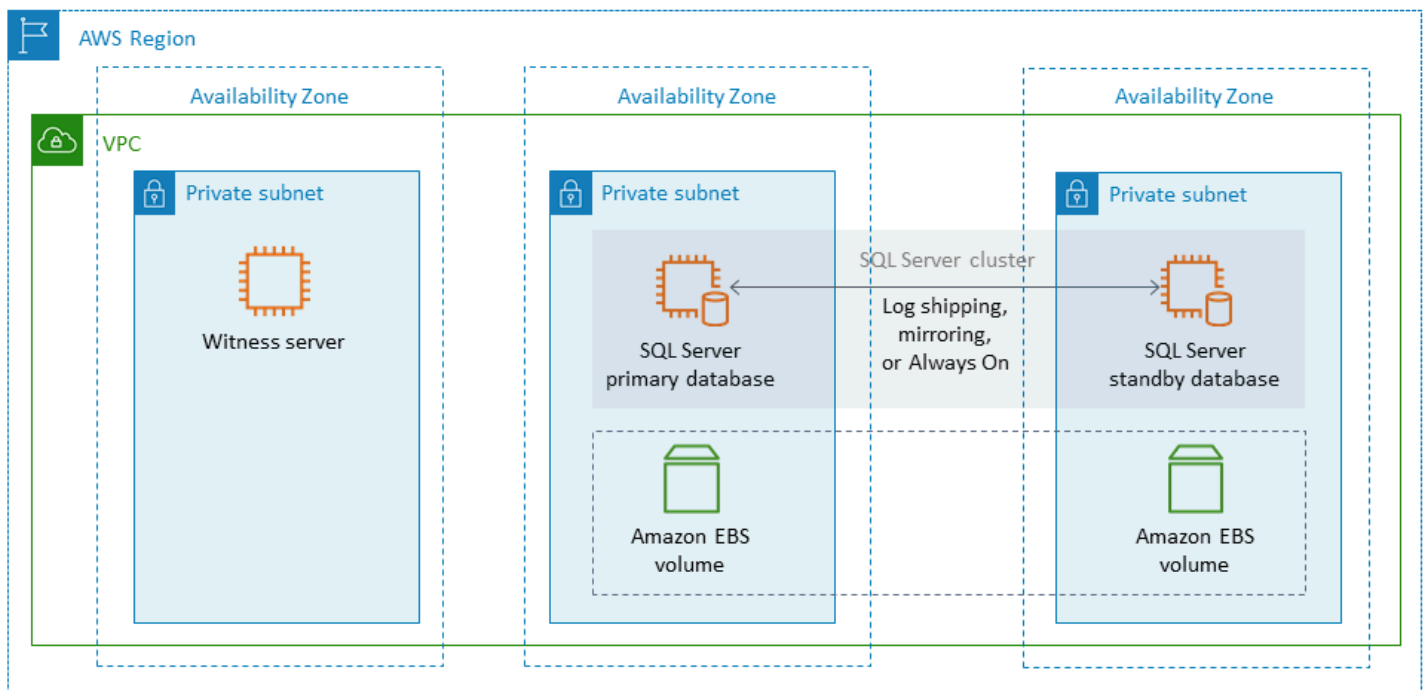 AWS Region
Availability Zone
Availability Zone
Availability Zone
VPC
Private subnet
Private subnet
Private subnet
Witness server
SQL Server cluster
Log shipping,
mirroring,
or Always On
SQL Server
primary database
SQL Server
standby database
Amazon EBS
volume
Amazon EBS
volume